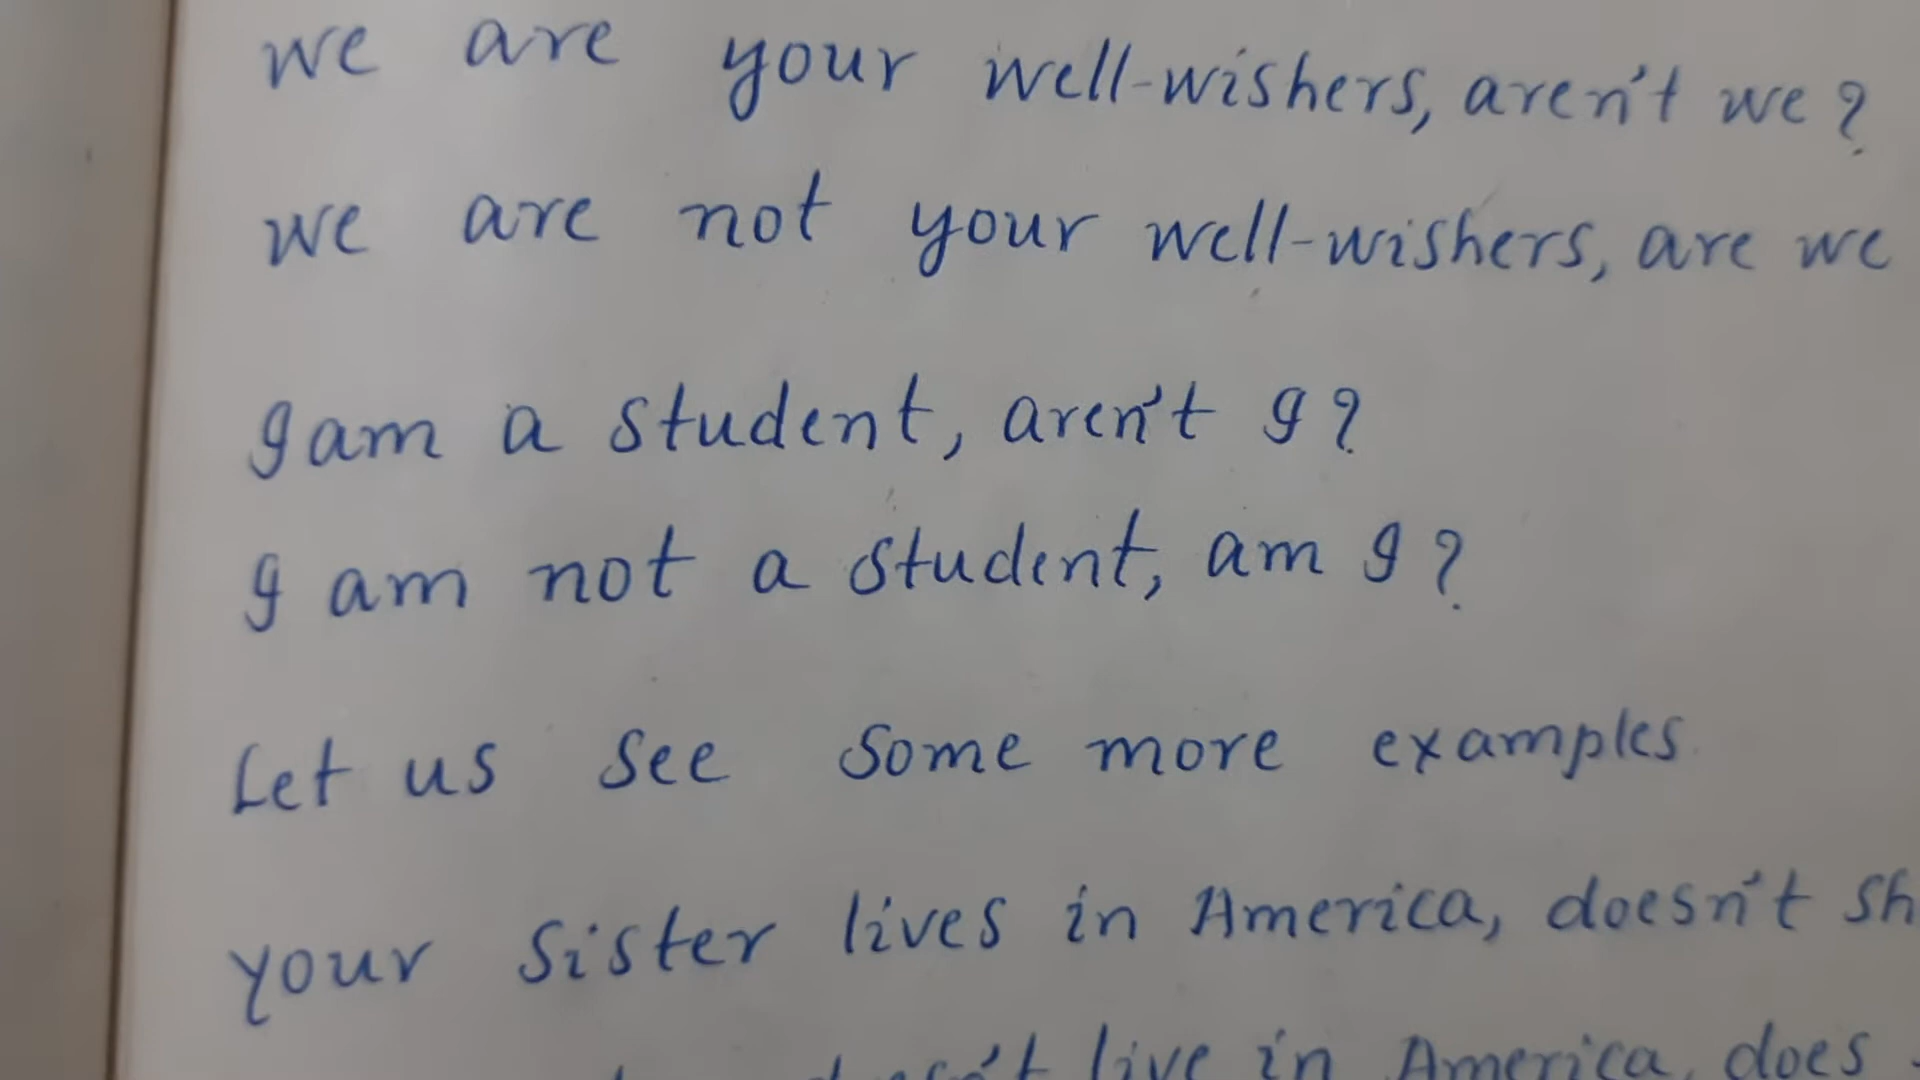 we are your well-wishers, aren't we?
we are not your well-wishers, are we
I am a student, aren't I?
I am not a student, am I?
Let us see some more examples
your sister lives in America, doesn't sh
live in America, does